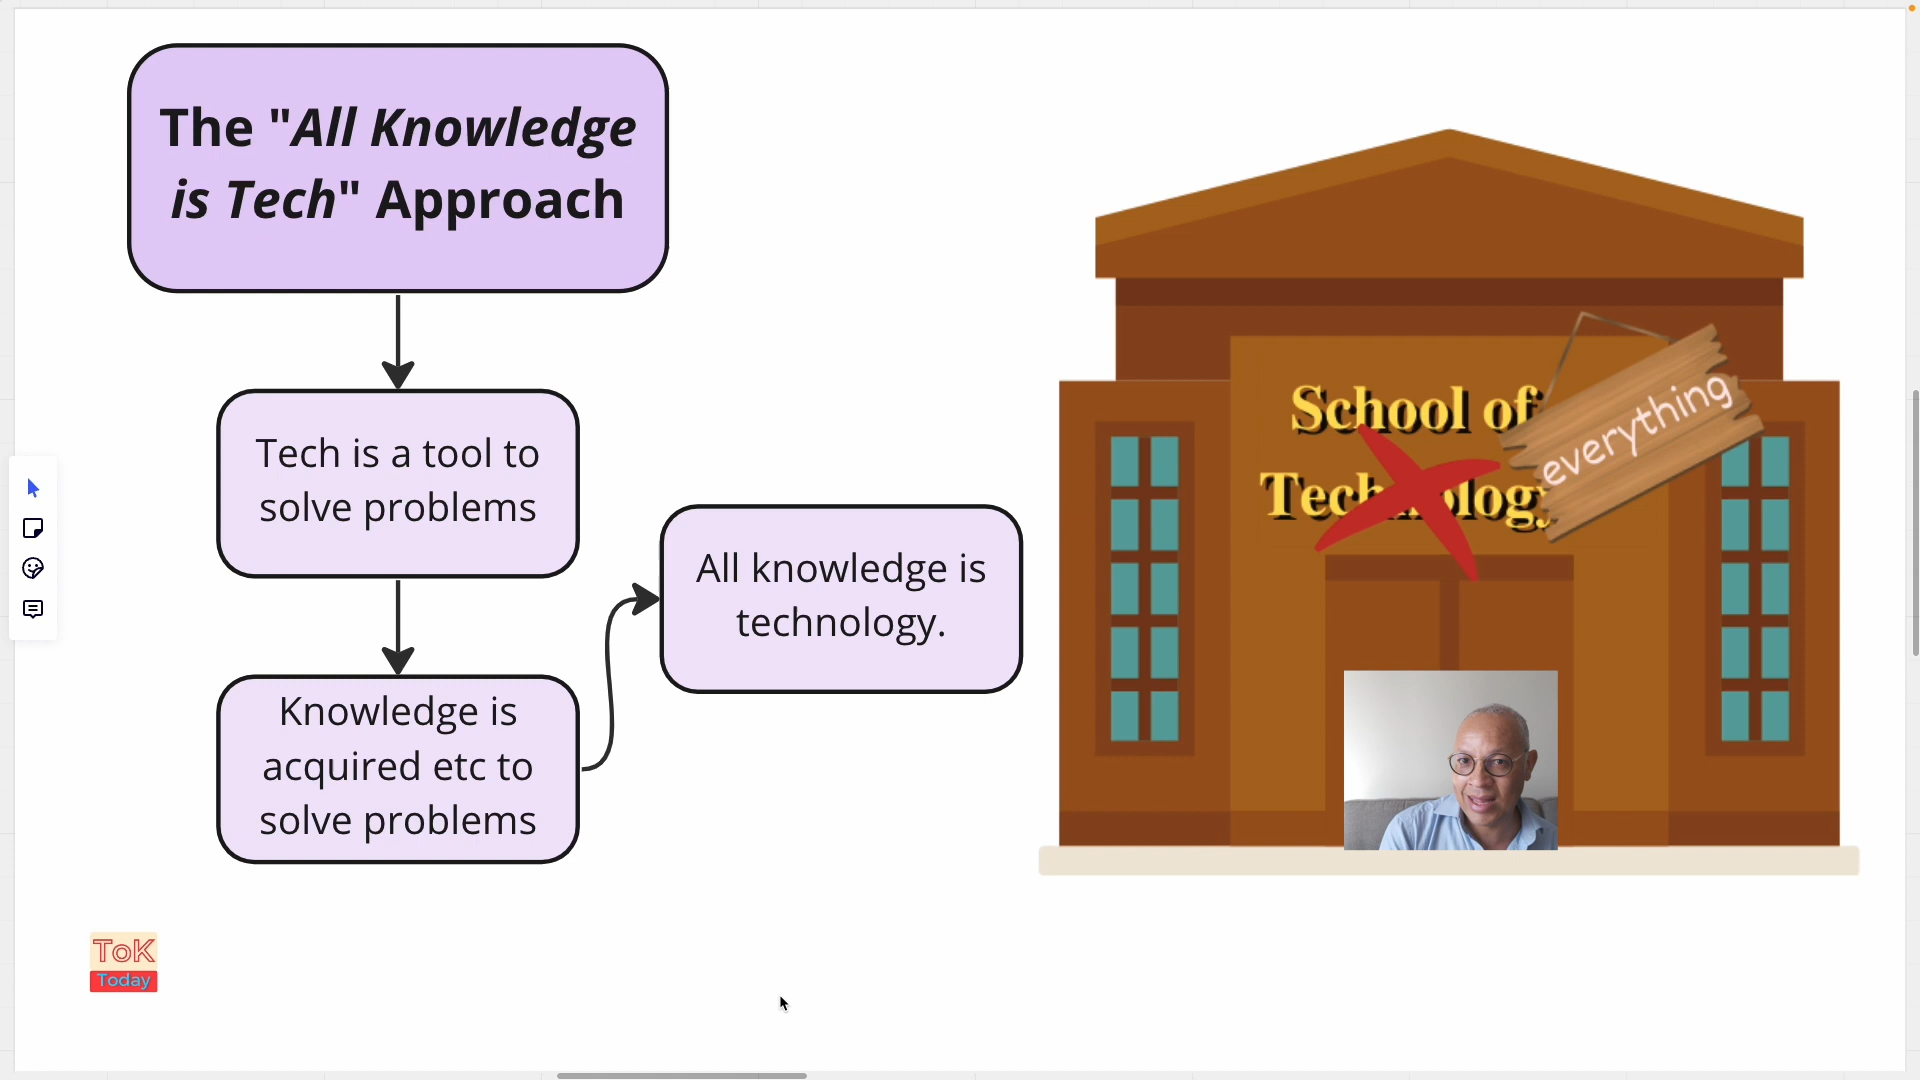 The "All Knowledge
is Tech" Approach
Tech is a tool to
solve problems
Knowledge is
acquired etc to
solve problems
All knowledge is
technology.
School of
Technology
everything
ToK
Today